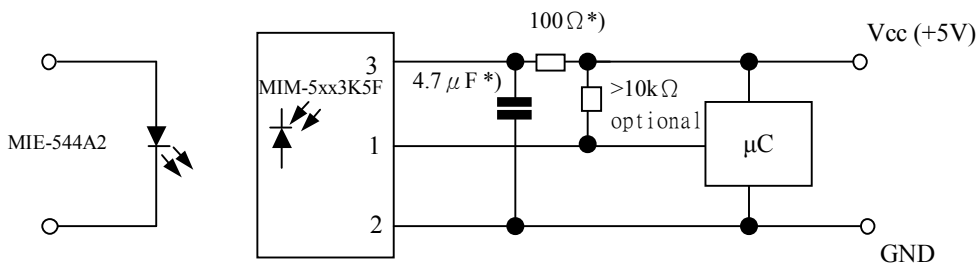 100Ω*)
Vcc (+5V)
3
4.7μF*)
MIM-5xx3K5F
>10kΩ
optional
MIE-544A2
1
μC
2
GND